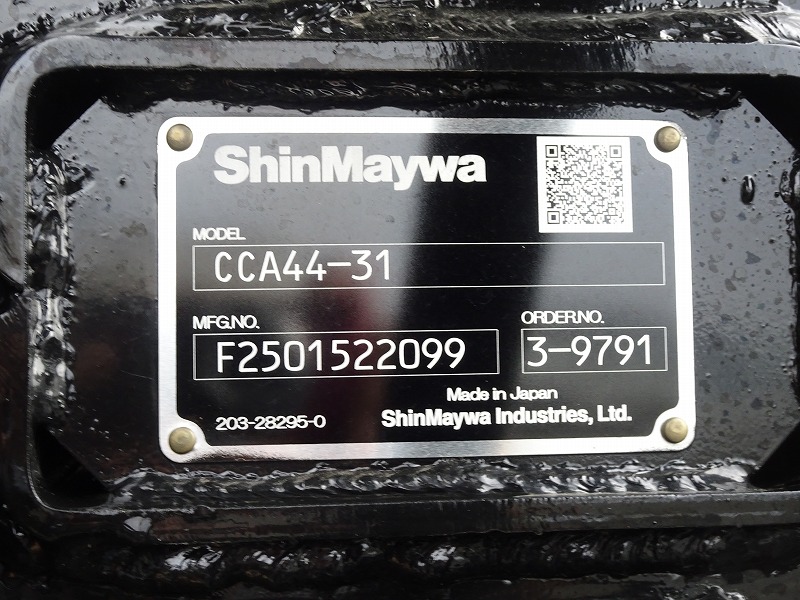 ShinMaywa
MODEL
CCA44-31
MFG.NO.
F2501522099
ORDER.NO.
3-9791
Made in Japan
203-28295-0
ShinMaywa Industries, Ltd.